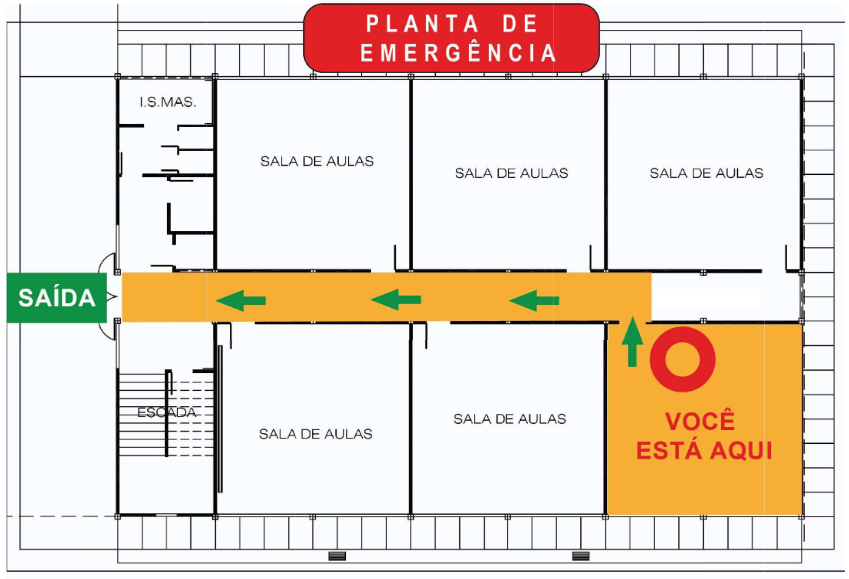 PLANTA DE
EMERGÊNCIA
I.S.MAS.
SALA DE AULAS
SALA DE AULAS
SALA DE AULAS
SAÍDA
ESCADA
SALA DE AULAS
SALA DE AULAS
VOCÊ
ESTÁ AQUI